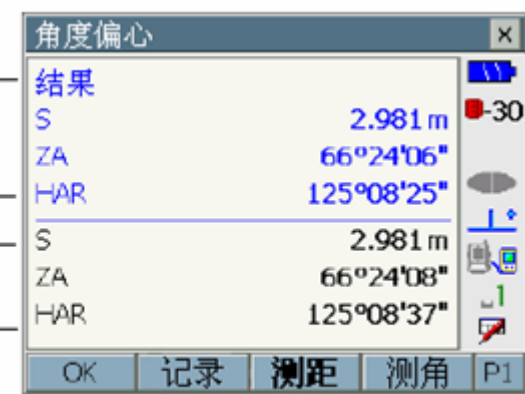 角度偏心
结果
S 2.981 m
ZA 66°24'06"
HAR 125°08'25"
S 2.981 m
ZA 66°24'08"
HAR 125°08'37"
-30
1
OK 记录 测距 测角 P1